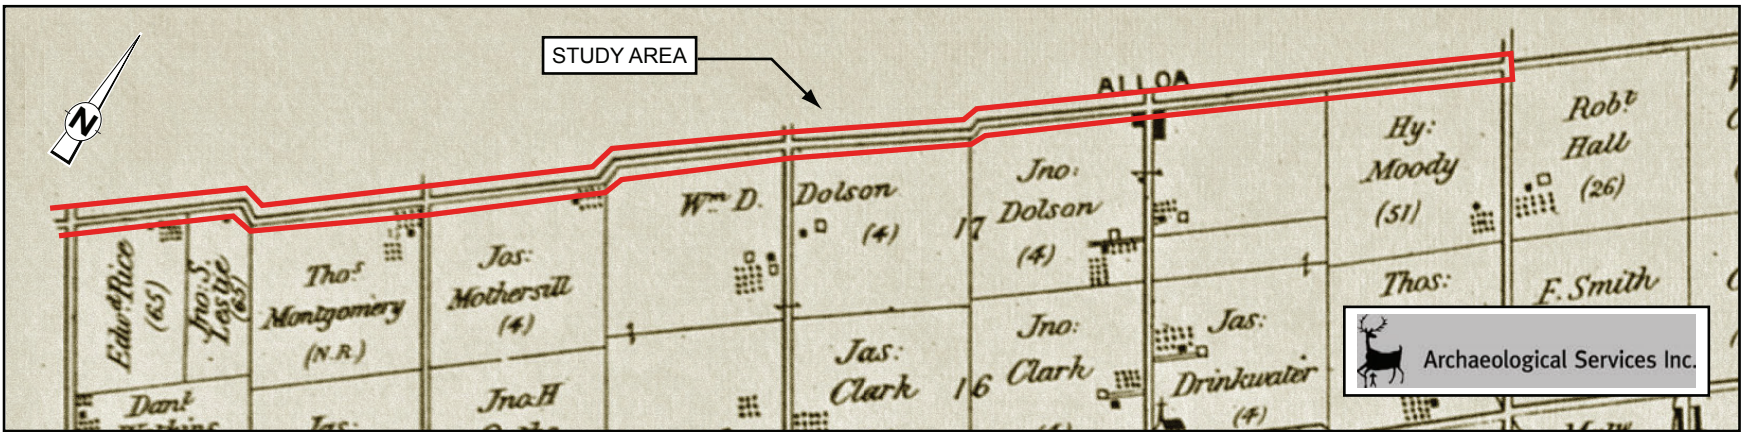 STUDY AREA
N
ALLOA
Edwd. Rice
(65)
Jno: S.
Leslie
(65)
Thos.
Montgomery
(N.R.)
Jos:
Mothersill
(4)
Wm D. Dolson
(4)
17
Jno:
Dolson
(4)
Hy:
Moody
(51)
Robt
Hall
(26)
Danl
Jas:
Jno: H
Jas:
Clark
16
Jno:
Clark
Jas:
Drinkwater
(4)
Thos:
F. Smith
Archaeological Services Inc.